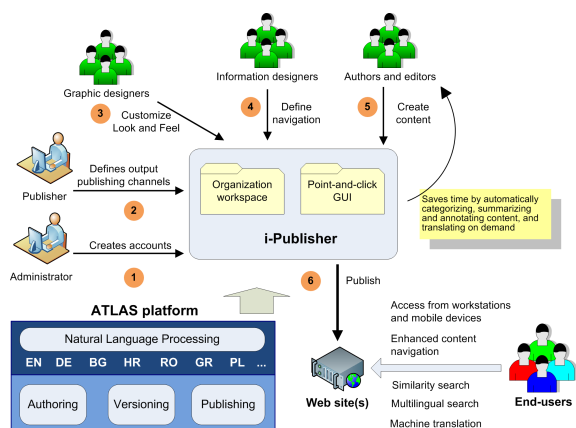 Graphic designers
Information designers
Authors and editors
3
Customize
Look and Feel
4
Define
navigation
5
Create
content
Publisher
Defines output
publishing channels
2
Organization
workspace
Point-and-click
GUI
i-Publisher
Saves time by automatically
categorizing, summarizing
and annotating content, and
translating on demand
Administrator
Creates accounts
1
6
Publish
ATLAS platform
Natural Language Processing
EN DE BG HR RO GR PL ...
Authoring
Versioning
Publishing
Web site(s)
Access from workstations
and mobile devices
Enhanced content
navigation
Similarity search
Multilingual search
Machine translation
End-users